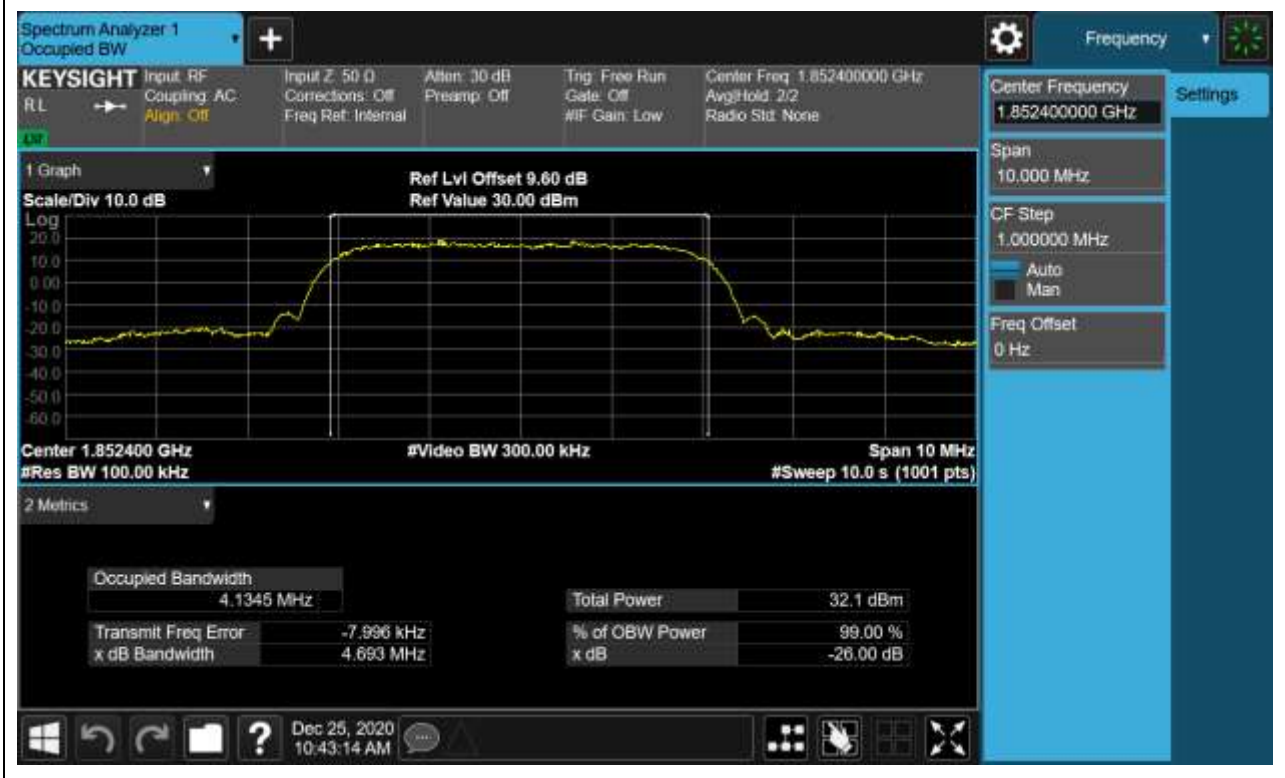 Spectrum Analyzer 1
Occupied BW
+
Frequency
KEYSIGHT
RL
LXI
Input: RF
Coupling: AC
Align: Off
Input Z: 50 Ω
Corrections: Off
Freq Ref: Internal
Atten: 30 dB
Preamp: Off
Trig: Free Run
Gate: Off
#IF Gain: Low
Center Freq: 1.852400000 GHz
Avg|Hold: 2/2
Radio Std: None
Center Frequency
1.852400000 GHz
Settings
Span
10.000 MHz
CF Step
1.000000 MHz
Auto
Man
Freq Offset
0 Hz
1 Graph
Ref Lvl Offset 9.60 dB
Scale/Div 10.0 dB
Ref Value 30.00 dBm
Log
20.0
10.0
0.00
-10.0
-20.0
-30.0
-40.0
-50.0
-60.0
Center 1.852400 GHz
#Video BW 300.00 kHz
Span 10 MHz
#Res BW 100.00 kHz
#Sweep 10.0 s (1001 pts)
2 Metrics
Occupied Bandwidth
4.1345 MHz
Total Power 32.1 dBm
Transmit Freq Error -7.996 kHz
% of OBW Power 99.00 %
x dB Bandwidth 4.693 MHz
x dB -26.00 dB
?
Dec 25, 2020
10:43:14 AM